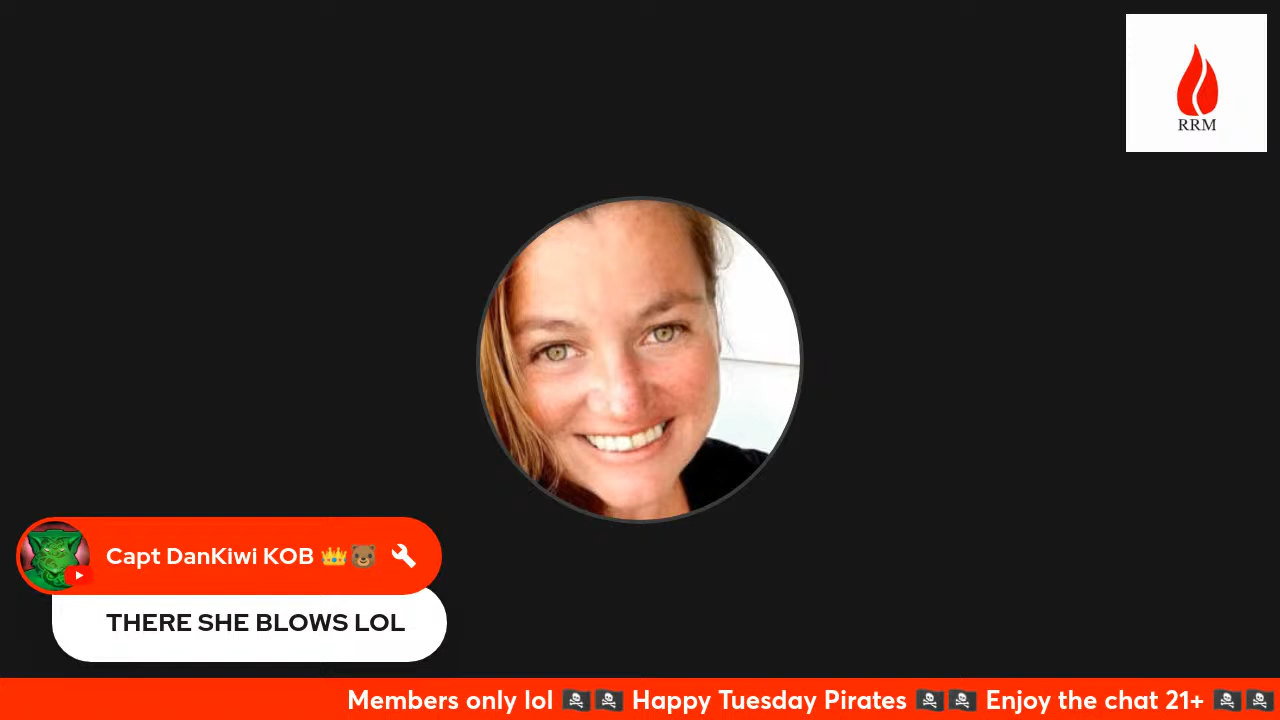 RRM
Capt DanKiwi KOB 👑🐻
THERE SHE BLOWS LOL
Members only lol 🏴‍☠️🏴‍☠️ Happy Tuesday Pirates 🏴‍☠️🏴‍☠️ Enjoy the chat 21+ 🏴‍☠️🏴‍☠️